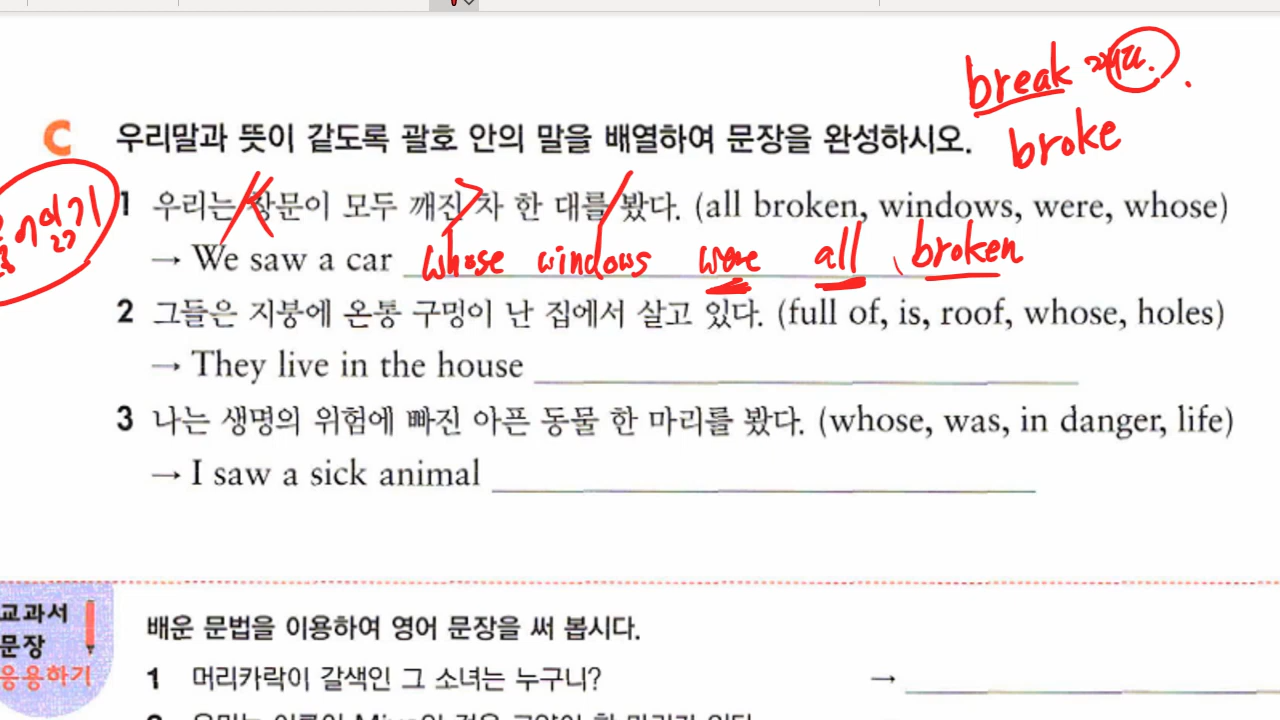 break
broke
C 우리말과 뜻이 같도록 괄호 안의 말을 배열하여 문장을 완성하시오.
1 우리는 창문이 모두 깨진 차 한 대를 봤다. (all broken, windows, were, whose)
→ We saw a car whose windows were all broken
2 그들은 지붕에 온통 구멍이 난 집에서 살고 있다. (full of, is, roof, whose, holes)
→ They live in the house
3 나는 생명의 위험에 빠진 아픈 동물 한 마리를 봤다. (whose, was, in danger, life)
→ I saw a sick animal
교과서
문장
응용하기
배운 문법을 이용하여 영어 문장을 써 봅시다.
1 머리카락이 갈색인 그 소녀는 누구니? →